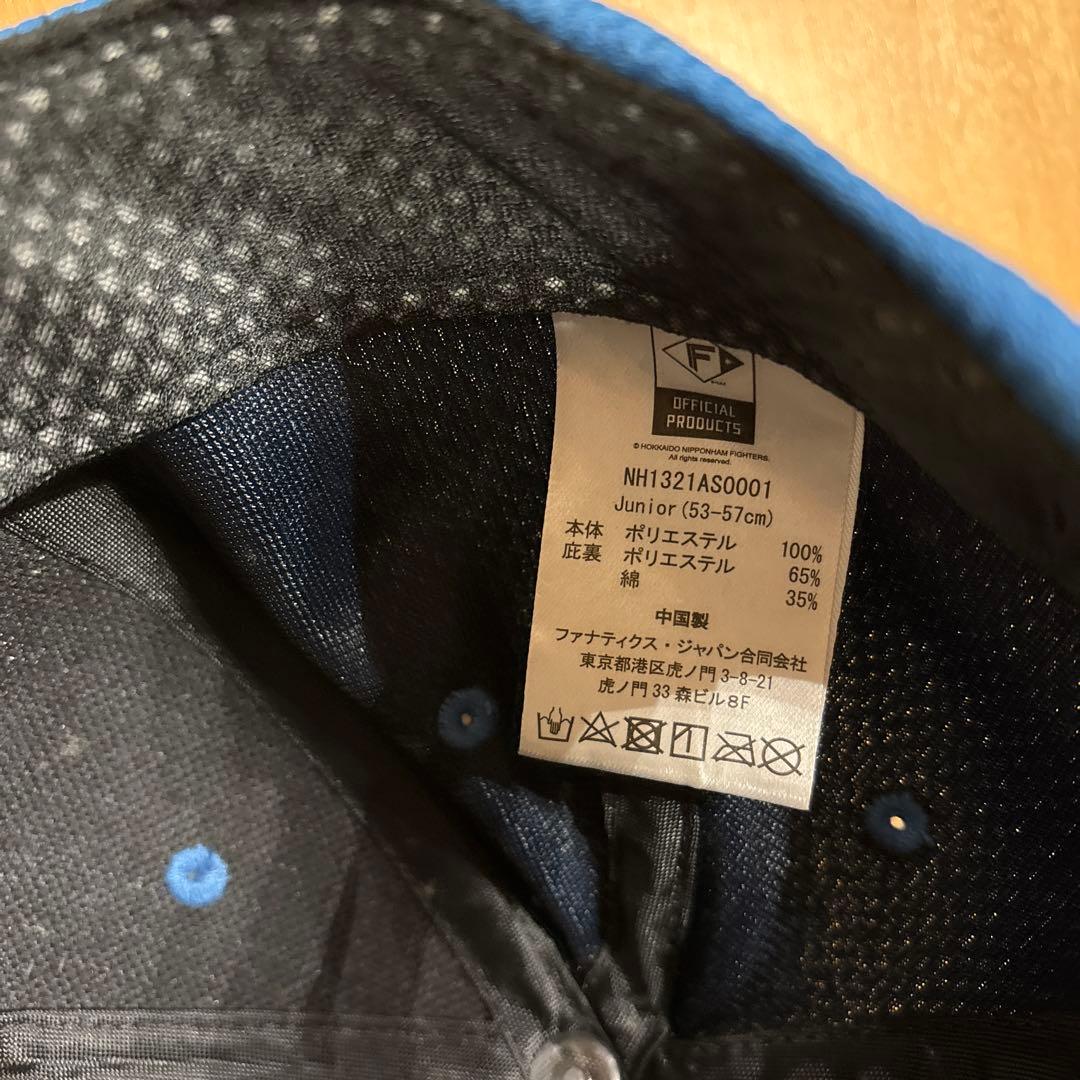 F
OFFICIAL
PRODUCTS
© HOKKAIDO NIPPONHAM FIGHTERS.
All rights reserved.
NH1321AS0001
Junior(53-57cm)
本体 ポリエステル 100%
庇裏 ポリエステル 65%
綿 35%
中国製
ファナティクス・ジャパン合同会社
東京都港区虎ノ門 3-8-21
虎ノ門 33 森ビル 8F